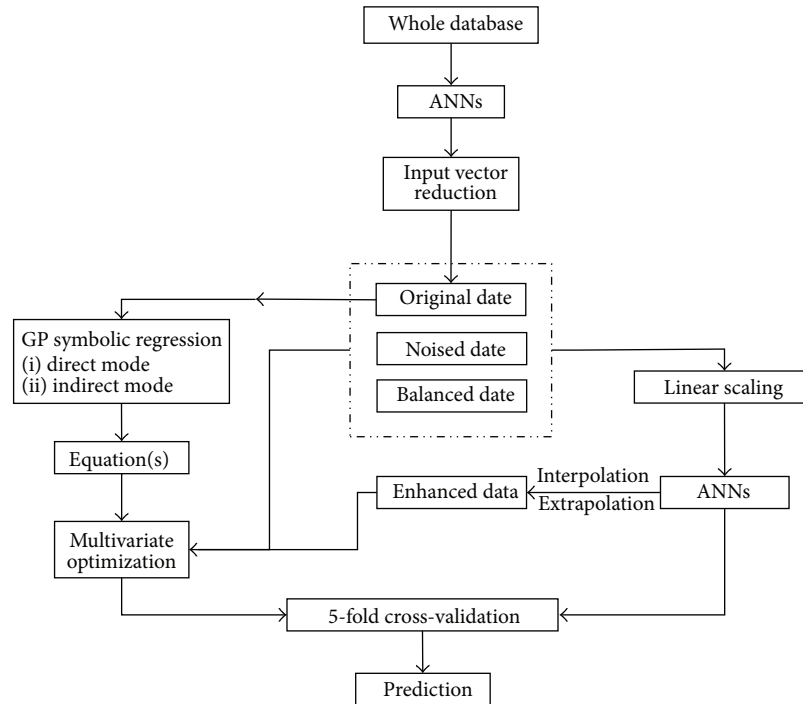 Whole database
ANNs
Input vector
reduction
Original date
Noised date
Balanced date
GP symbolic regression
(i) direct mode
(ii) indirect mode
Linear scaling
Equation(s)
Enhanced data
Interpolation
Extrapolation
ANNs
Multivariate
optimization
5-fold cross-validation
Prediction